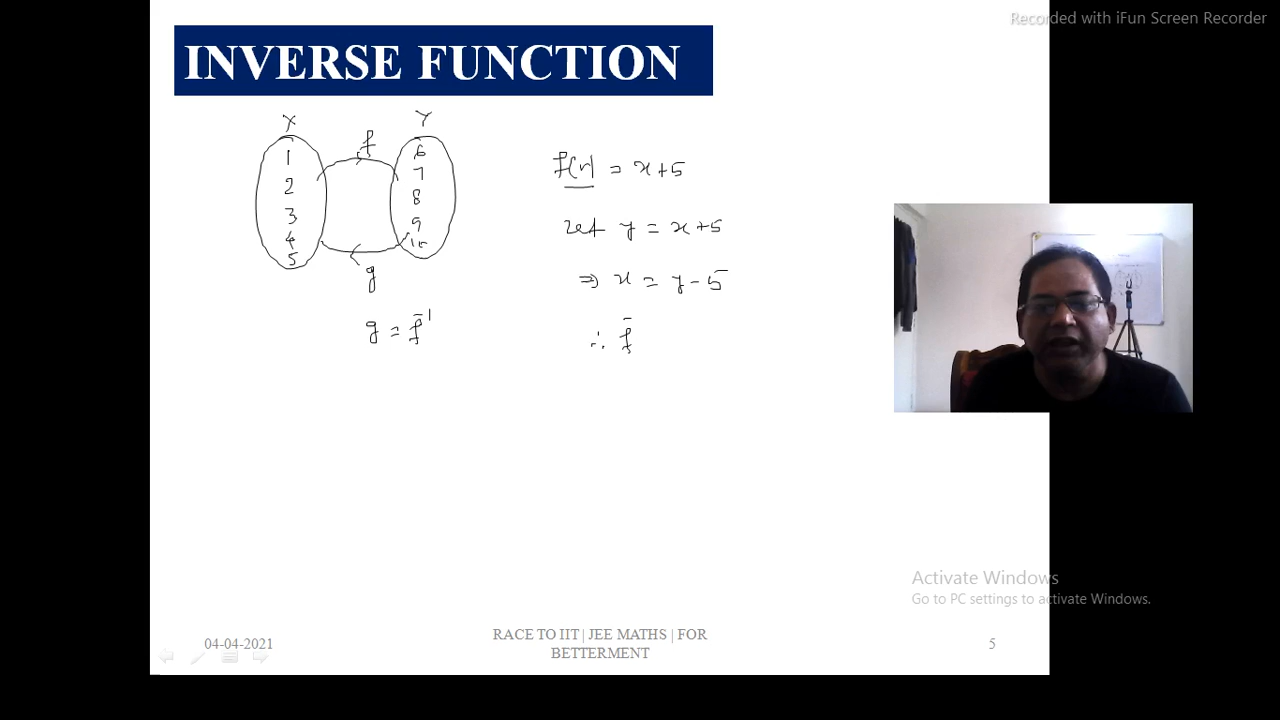 Recorded with iFun Screen Recorder
INVERSE FUNCTION
X Y
f
1 6
2 7
3 8
4 9
5 10
g
g = f⁻¹
f(x) = x+5
Let y = x+5
⇒ x = y-5
∴ f⁻
Activate Windows
Go to PC settings to activate Windows.
04-04-2021
RACE TO IIT | JEE MATHS | FOR
BETTERMENT
5